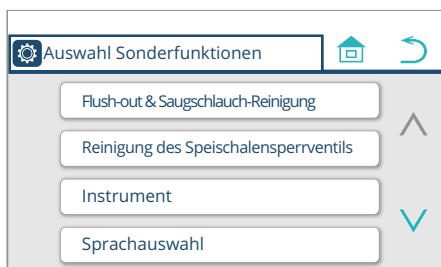 Auswahl Sonderfunktionen
Flush-out & Saugschlauch-Reinigung
Reinigung des Speischalensperrventils
Instrument
Sprachauswahl